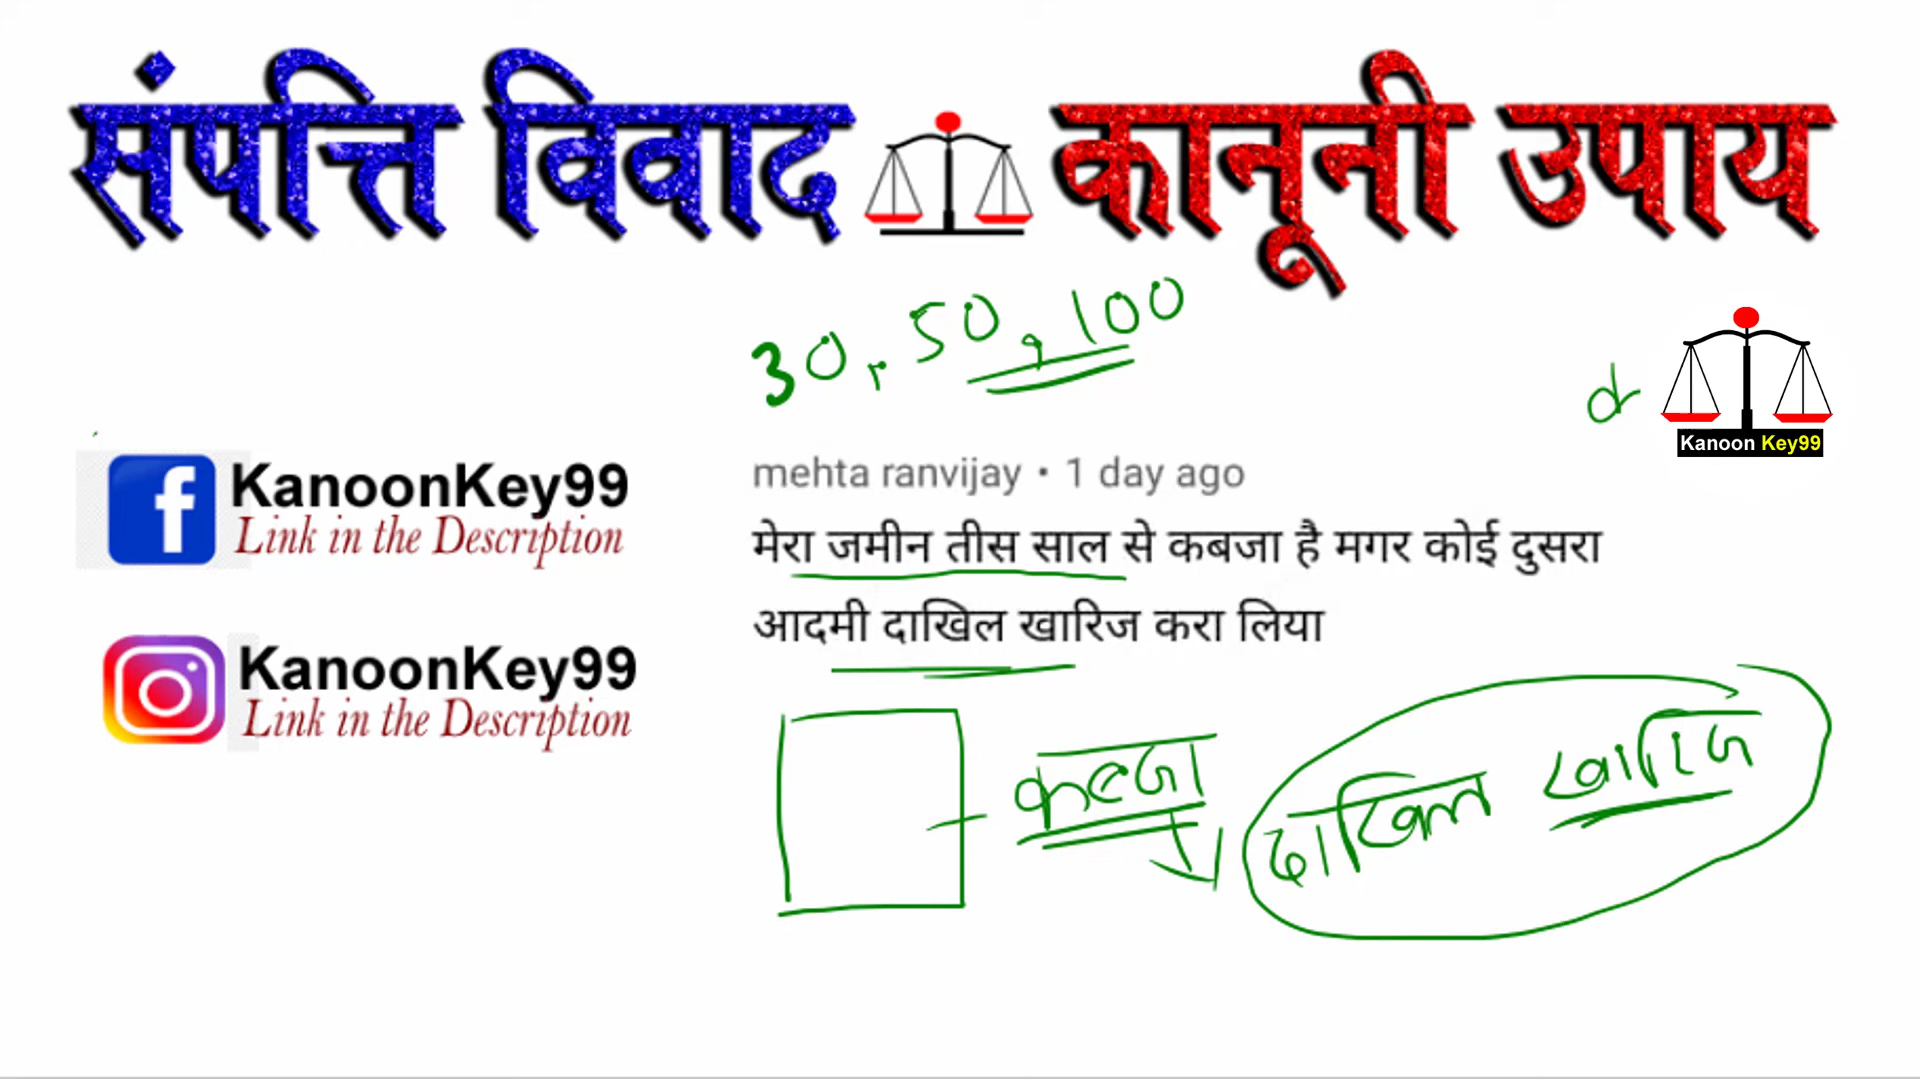 संपत्ति विवाद कानूनी उपाय
30, 50, 100
Kanoon Key99
KanoonKey99
Link in the Description
mehta ranvijay • 1 day ago
मेरा जमीन तीस साल से कबजा है मगर कोई दुसरा
आदमी दाखिल खारिज करा लिया
KanoonKey99
Link in the Description
कब्जा
दाखिल खारिज